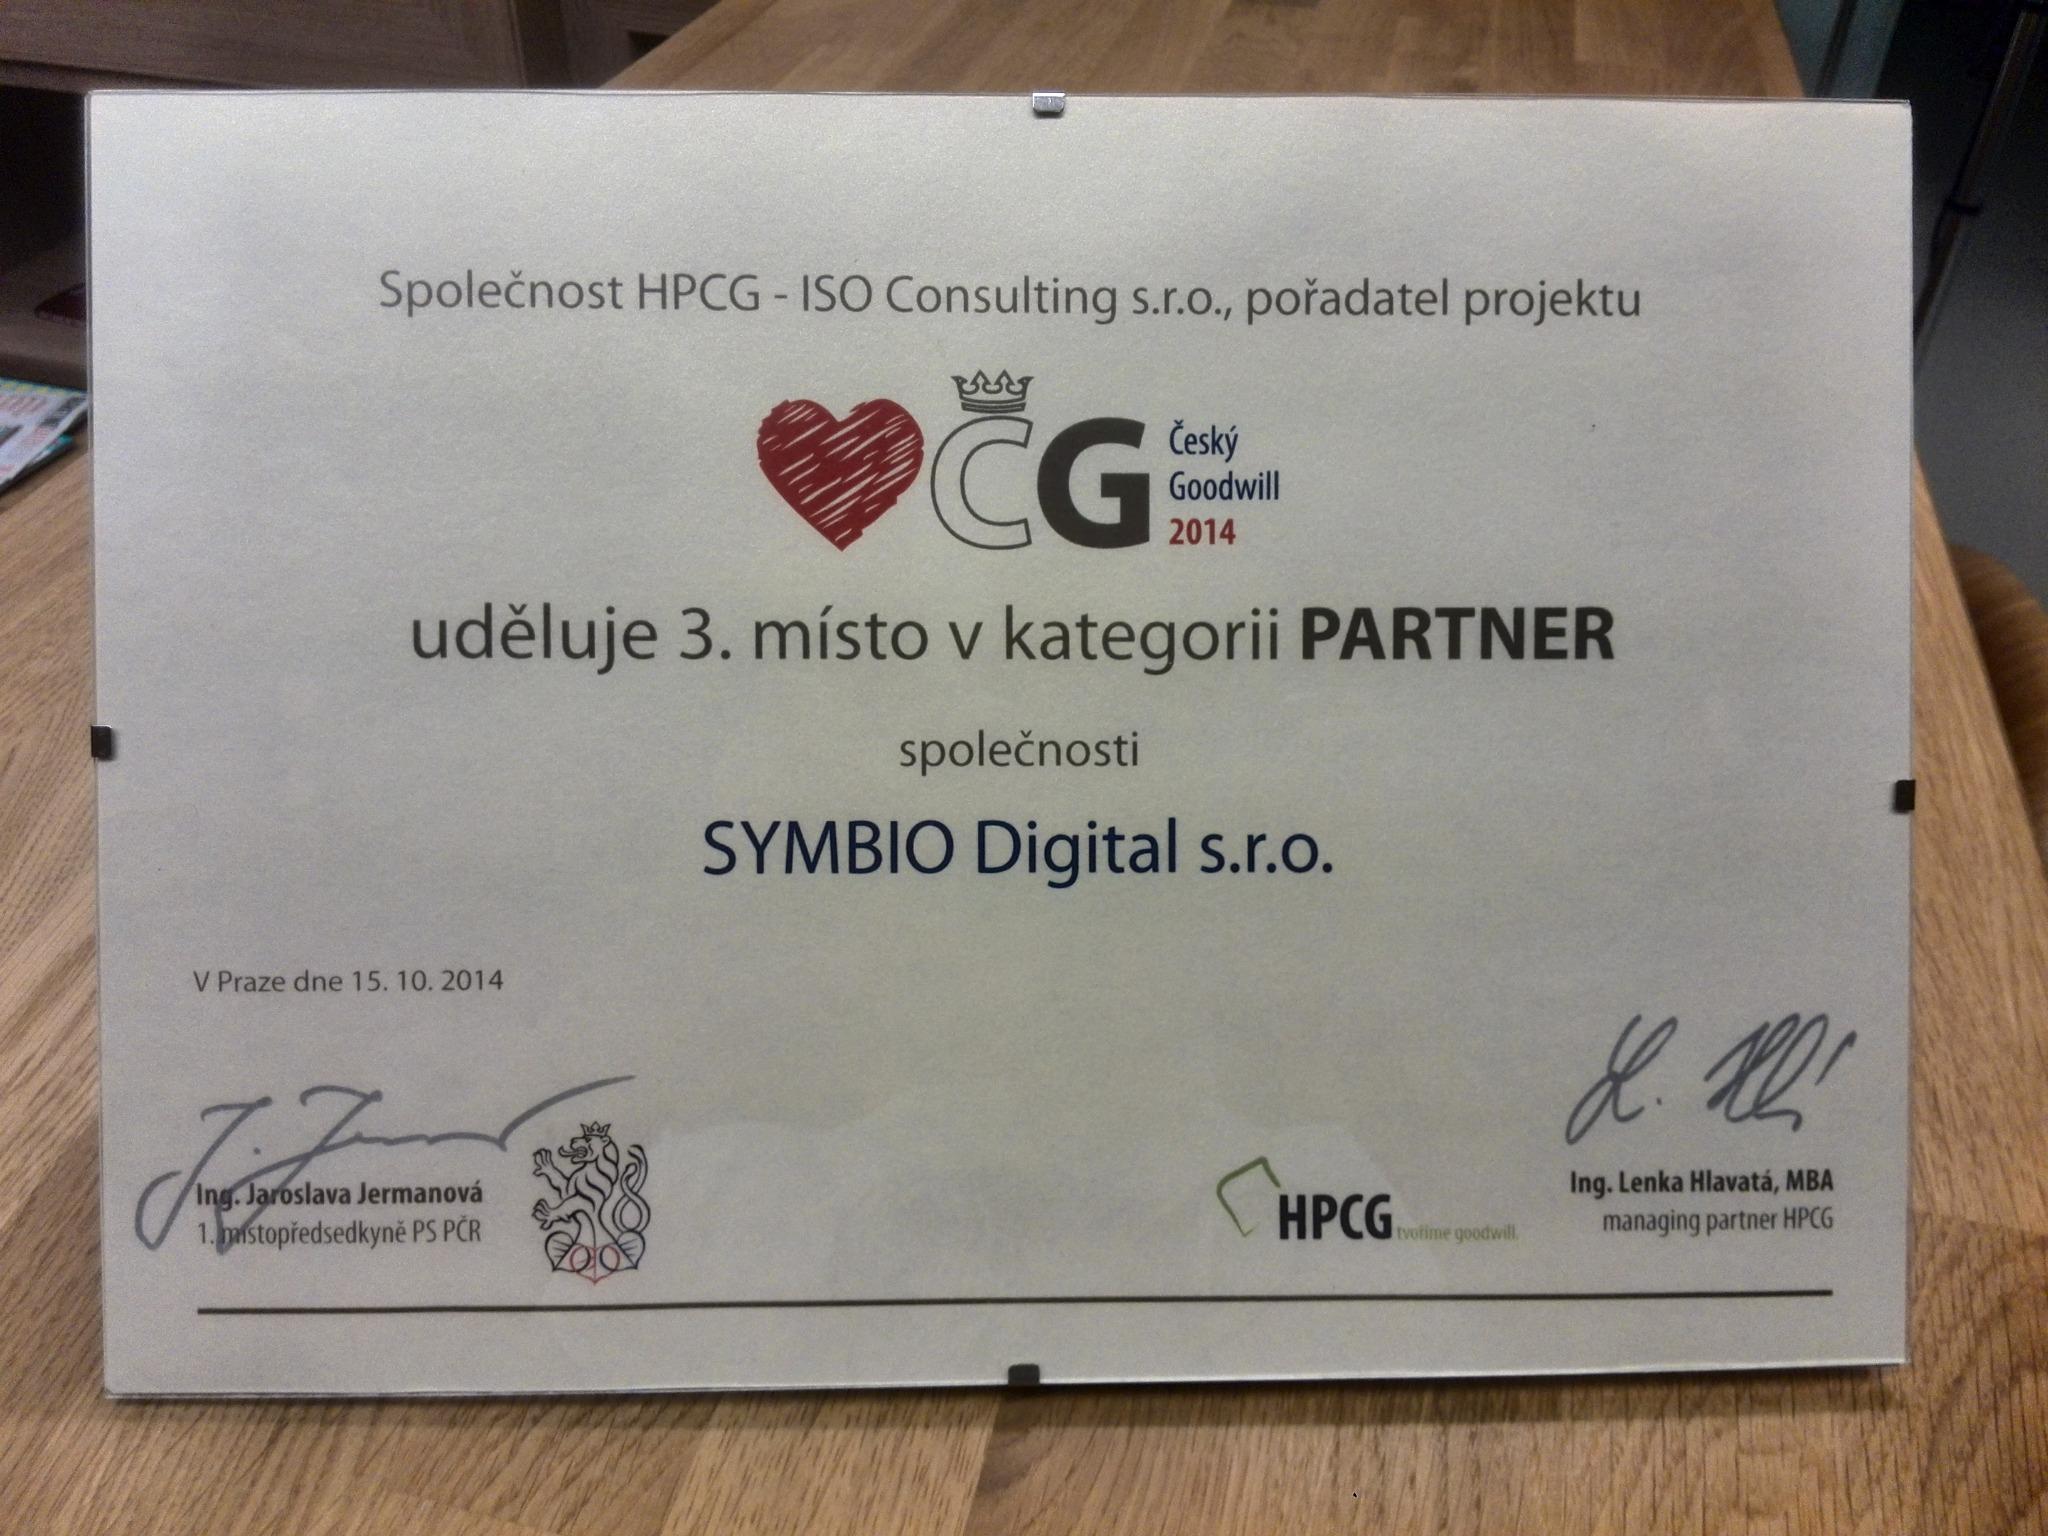 Společnost HPCG - ISO Consulting s.r.o., pořadatel projektu
ČG
Český
Goodwill
2014
uděluje 3. místo v kategorii PARTNER
společnosti
SYMBIO Digital s.r.o.
V Praze dne 15. 10. 2014
Ing. Jaroslava Jermanová
1. místopředsedkyně PS PČR
HPCG tvoříme goodwill.
Ing. Lenka Hlavatá, MBA
managing partner HPCG